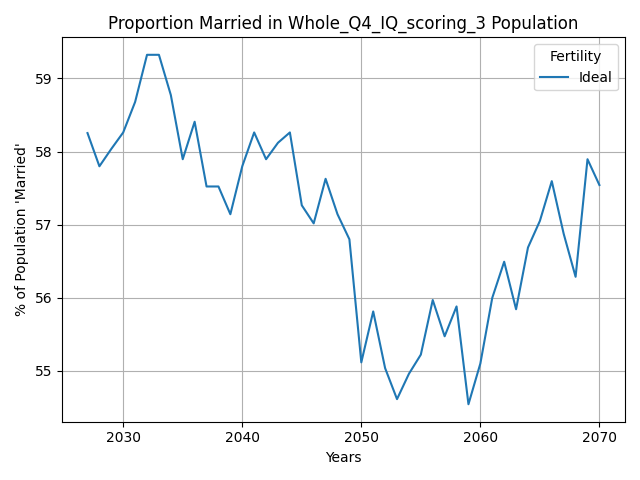 Proportion Married in Whole_Q4_IQ_scoring_3 Population
Fertility
Ideal
% of Population 'Married'
59
58
57
56
55
2030
2040
2050
2060
2070
Years